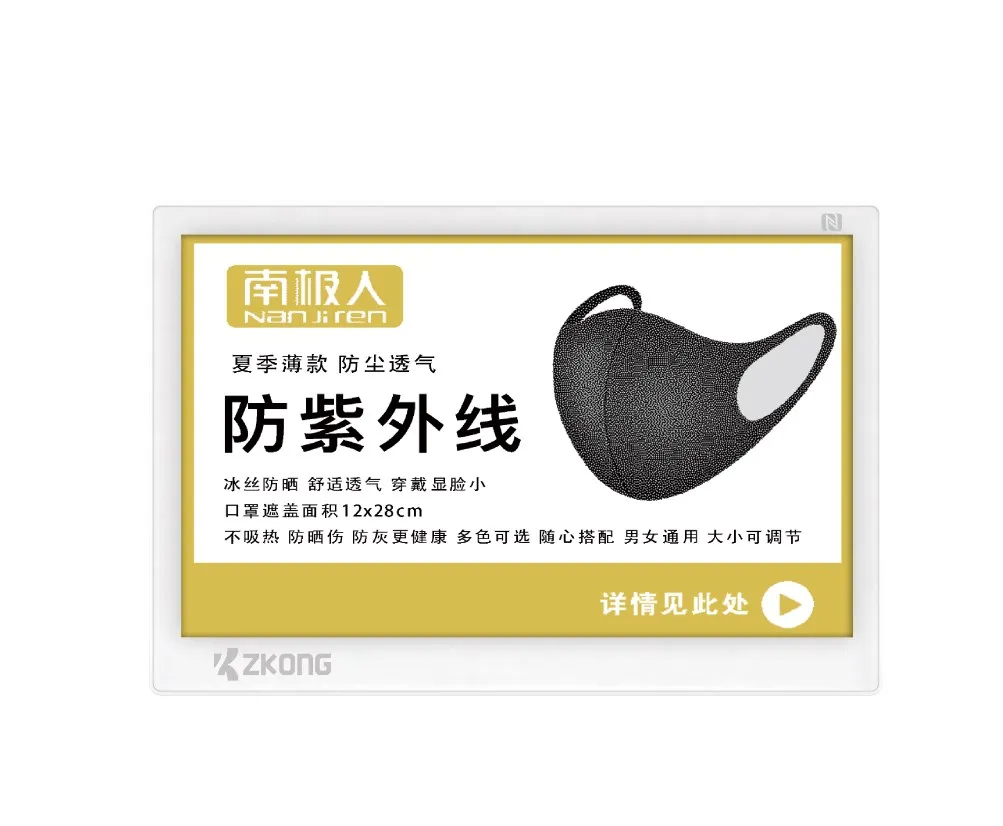 南极人
Nanjiren
夏季薄款 防尘透气
防紫外线
冰丝防晒 舒适透气 穿戴显脸小
口罩遮盖面积12x28cm
不吸热 防晒伤 防灰更健康 多色可选 随心搭配 男女通用 大小可调节
详情见此处
ZKONG